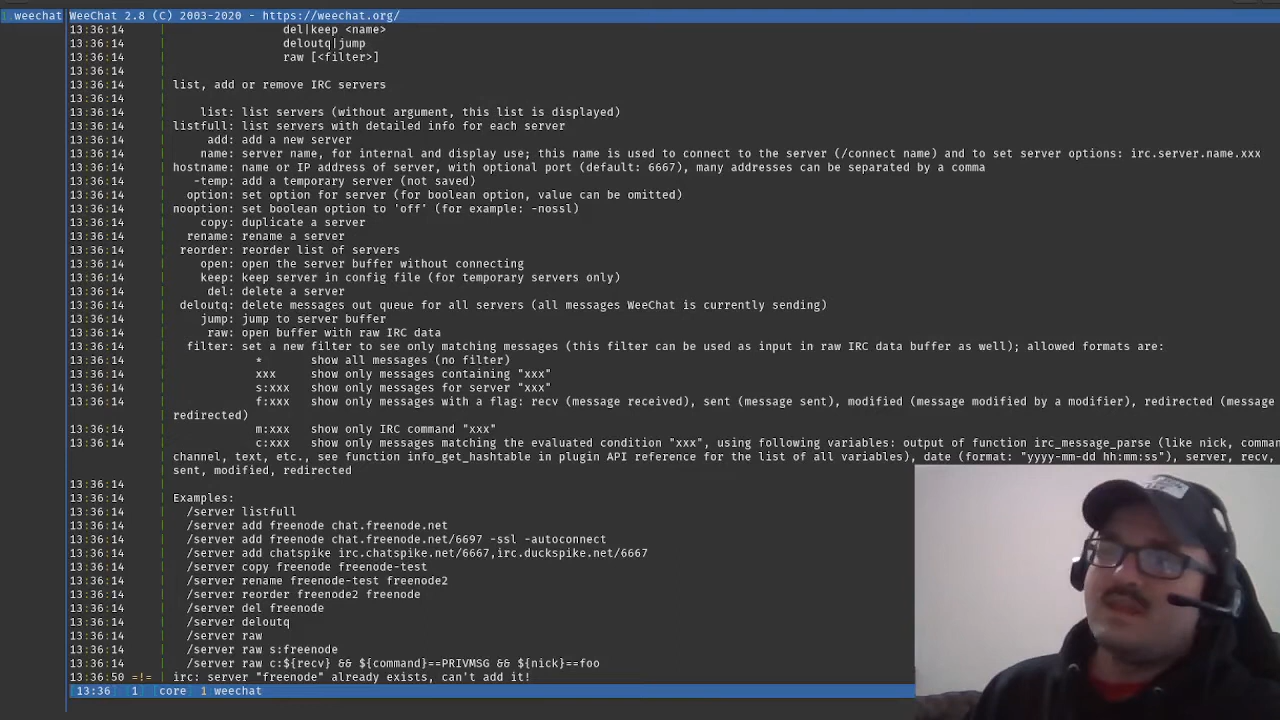 weechat WeeChat 2.8 (C) 2003-2020 - https://weechat.org/
13:36:14 | del|keep <name>
13:36:14 | deloutq|jump
13:36:14 | raw [<filter>]
13:36:14 |
13:36:14 | list, add or remove IRC servers
13:36:14 |
13:36:14 | list: list servers (without argument, this list is displayed)
13:36:14 | listfull: list servers with detailed info for each server
13:36:14 | add: add a new server
13:36:14 | name: server name, for internal and display use; this name is used to connect to the server (/connect name) and to set server options: irc.server.name.xxx
13:36:14 | hostname: name or IP address of server, with optional port (default: 6667), many addresses can be separated by a comma
13:36:14 | -temp: add a temporary server (not saved)
13:36:14 | option: set option for server (for boolean option, value can be omitted)
13:36:14 | nooption: set boolean option to 'off' (for example: -nossl)
13:36:14 | copy: duplicate a server
13:36:14 | rename: rename a server
13:36:14 | reorder: reorder list of servers
13:36:14 | open: open the server buffer without connecting
13:36:14 | keep: keep server in config file (for temporary servers only)
13:36:14 | del: delete a server
13:36:14 | deloutq: delete messages out queue for all servers (all messages WeeChat is currently sending)
13:36:14 | jump: jump to server buffer
13:36:14 | raw: open buffer with raw IRC data
13:36:14 | filter: set a new filter to see only matching messages (this filter can be used as input in raw IRC data buffer as well); allowed formats are:
13:36:14 | * show all messages (no filter)
13:36:14 | xxx show only messages containing "xxx"
13:36:14 | s:xxx show only messages for server "xxx"
13:36:14 | f:xxx show only messages with a flag: recv (message received), sent (message sent), modified (message modified by a modifier), redirected (message
| redirected)
13:36:14 | m:xxx show only IRC command "xxx"
13:36:14 | c:xxx show only messages matching the evaluated condition "xxx", using following variables: output of function irc_message_parse (like nick, comman
| channel, text, etc., see function info_get_hashtable in plugin API reference for the list of all variables), date (format: "yyyy-mm-dd hh:mm:ss"), server, recv,
| sent, modified, redirected
13:36:14 |
13:36:14 | Examples:
13:36:14 | /server listfull
13:36:14 | /server add freenode chat.freenode.net
13:36:14 | /server add freenode chat.freenode.net/6697 -ssl -autoconnect
13:36:14 | /server add chatspike irc.chatspike.net/6667,irc.duckspike.net/6667
13:36:14 | /server copy freenode freenode-test
13:36:14 | /server rename freenode-test freenode2
13:36:14 | /server reorder freenode2 freenode
13:36:14 | /server del freenode
13:36:14 | /server deloutq
13:36:14 | /server raw
13:36:14 | /server raw s:freenode
13:36:14 | /server raw c:${recv} && ${command}==PRIVMSG && ${nick}==foo
13:36:50 =!= | irc: server "freenode" already exists, can't add it!
[13:36] [1] [core] 1 weechat